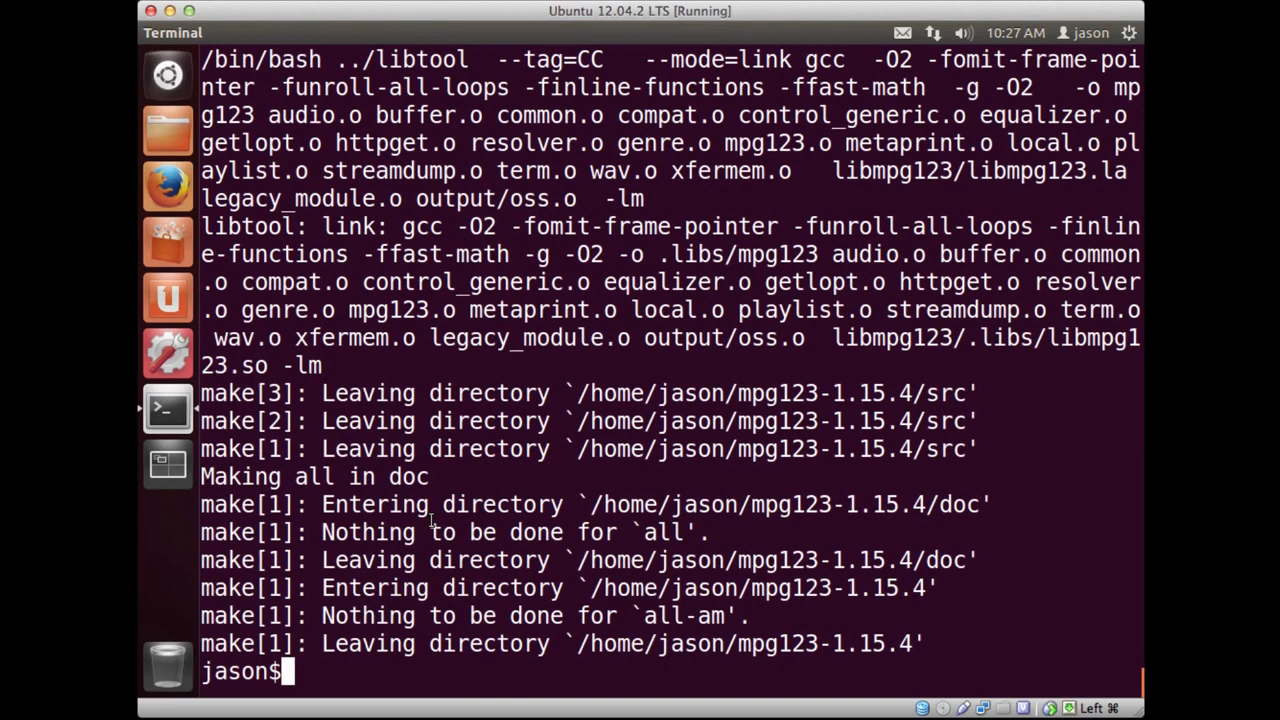 Ubuntu 12.04.2 LTS [Running]
Terminal
10:27 AM
jason
/bin/bash ../libtool  --tag=CC   --mode=link gcc  -O2 -fomit-frame-poi
nter -funroll-all-loops -finline-functions -ffast-math  -g -O2   -o mp
g123 audio.o buffer.o common.o compat.o control_generic.o equalizer.o
getlopt.o httpget.o resolver.o genre.o mpg123.o metaprint.o local.o pl
aylist.o streamdump.o term.o wav.o xfermem.o   libmpg123/libmpg123.la
legacy_module.o output/oss.o  -lm
libtool: link: gcc -O2 -fomit-frame-pointer -funroll-all-loops -finlin
e-functions -ffast-math -g -O2 -o .libs/mpg123 audio.o buffer.o common
.o compat.o control_generic.o equalizer.o getlopt.o httpget.o resolver
.o genre.o mpg123.o metaprint.o local.o playlist.o streamdump.o term.o
 wav.o xfermem.o legacy_module.o output/oss.o  libmpg123/.libs/libmpg1
23.so -lm
make[3]: Leaving directory `/home/jason/mpg123-1.15.4/src'
make[2]: Leaving directory `/home/jason/mpg123-1.15.4/src'
make[1]: Leaving directory `/home/jason/mpg123-1.15.4/src'
Making all in doc
make[1]: Entering directory `/home/jason/mpg123-1.15.4/doc'
make[1]: Nothing to be done for `all'.
make[1]: Leaving directory `/home/jason/mpg123-1.15.4/doc'
make[1]: Entering directory `/home/jason/mpg123-1.15.4'
make[1]: Nothing to be done for `all-am'.
make[1]: Leaving directory `/home/jason/mpg123-1.15.4'
jason$
Left ⌘